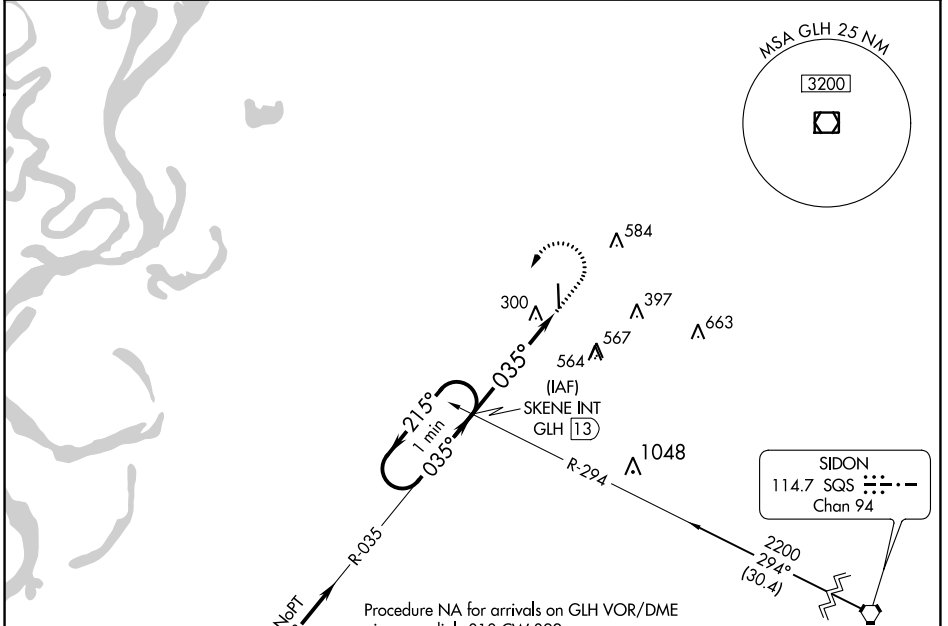 MSA GLH 25 NM
3200
584
300
397
663
567
564
035°
(IAF)
SKENE INT
GLH 13
215°
1 min
035°
1048
R-294
SIDON
114.7 SQS
Chan 94
R-035
2200
294°
(30.4)
NoPT
Procedure NA for arrivals on GLH VOR/DME